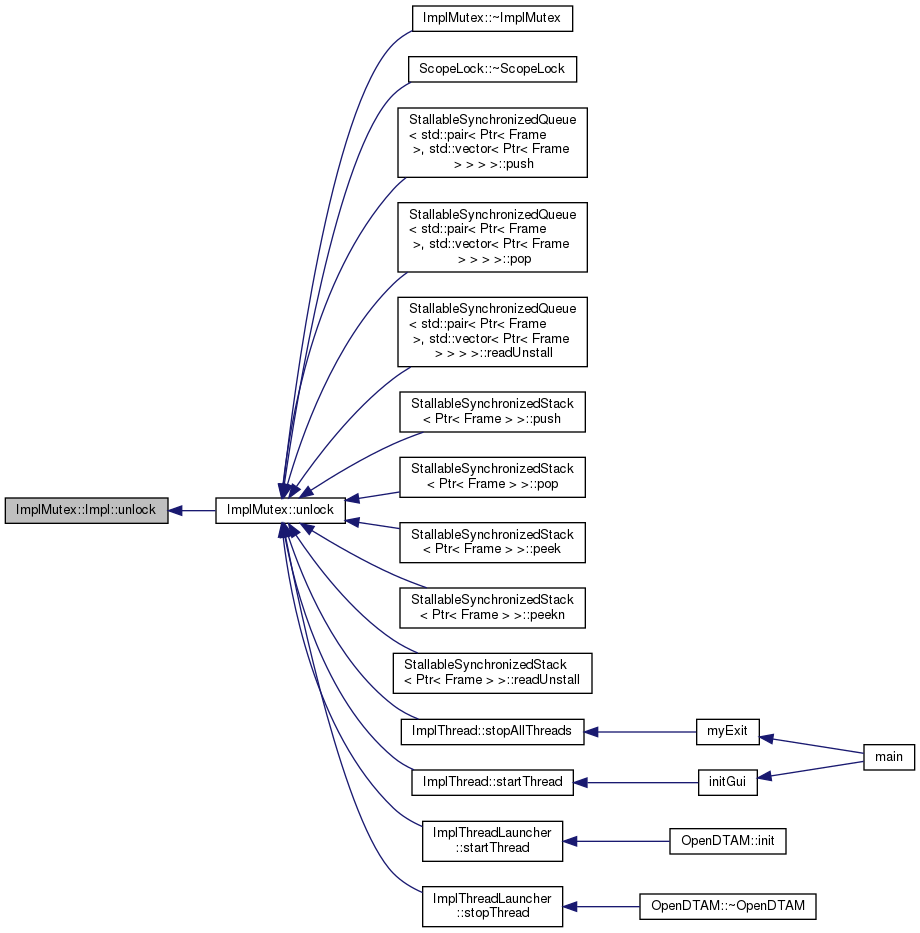 ImplMutex::~ImplMutex
ScopeLock::~ScopeLock
StallableSynchronizedQueue
< std::pair< Ptr< Frame
>, std::vector< Ptr< Frame
> > > >::push
StallableSynchronizedQueue
< std::pair< Ptr< Frame
>, std::vector< Ptr< Frame
> > > >::pop
StallableSynchronizedQueue
< std::pair< Ptr< Frame
>, std::vector< Ptr< Frame
> > > >::readUnstall
StallableSynchronizedStack
< Ptr< Frame > >::push
StallableSynchronizedStack
< Ptr< Frame > >::pop
ImplMutex::Impl::unlock
ImplMutex::unlock
StallableSynchronizedStack
< Ptr< Frame > >::peek
StallableSynchronizedStack
< Ptr< Frame > >::peekn
StallableSynchronizedStack
< Ptr< Frame > >::readUnstall
ImplThread::stopAllThreads
myExit
main
ImplThread::startThread
initGui
ImplThreadLauncher
::startThread
OpenDTAM::init
ImplThreadLauncher
::stopThread
OpenDTAM::~OpenDTAM